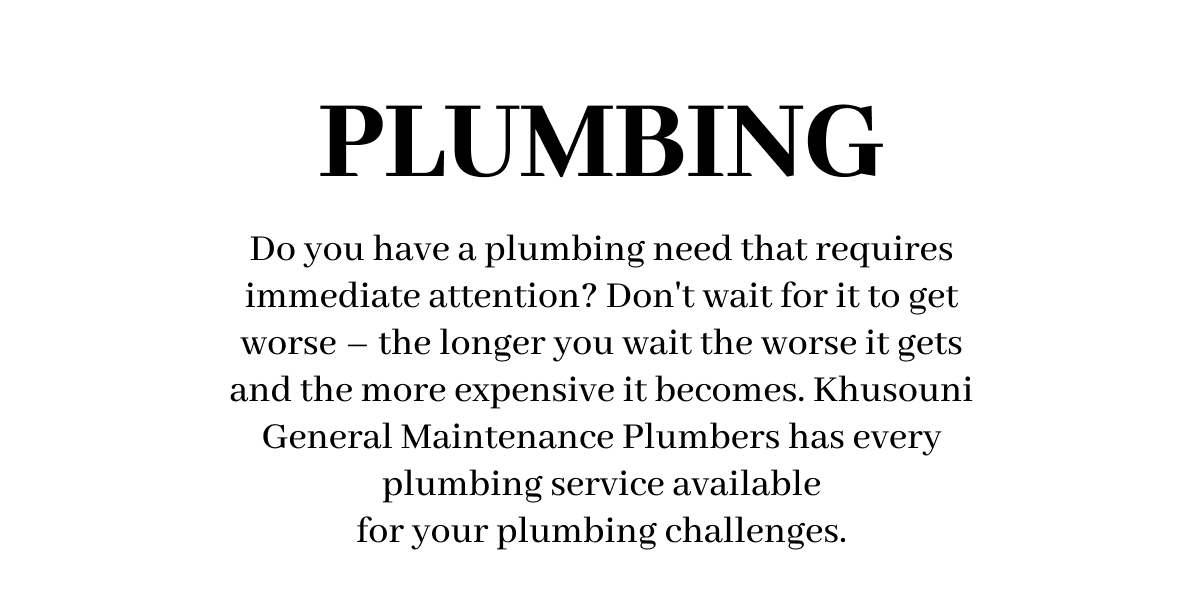 PLUMBING
Do you have a plumbing need that requires
immediate attention? Don't wait for it to get
worse – the longer you wait the worse it gets
and the more expensive it becomes. Khusouni
General Maintenance Plumbers has every
plumbing service available
for your plumbing challenges.